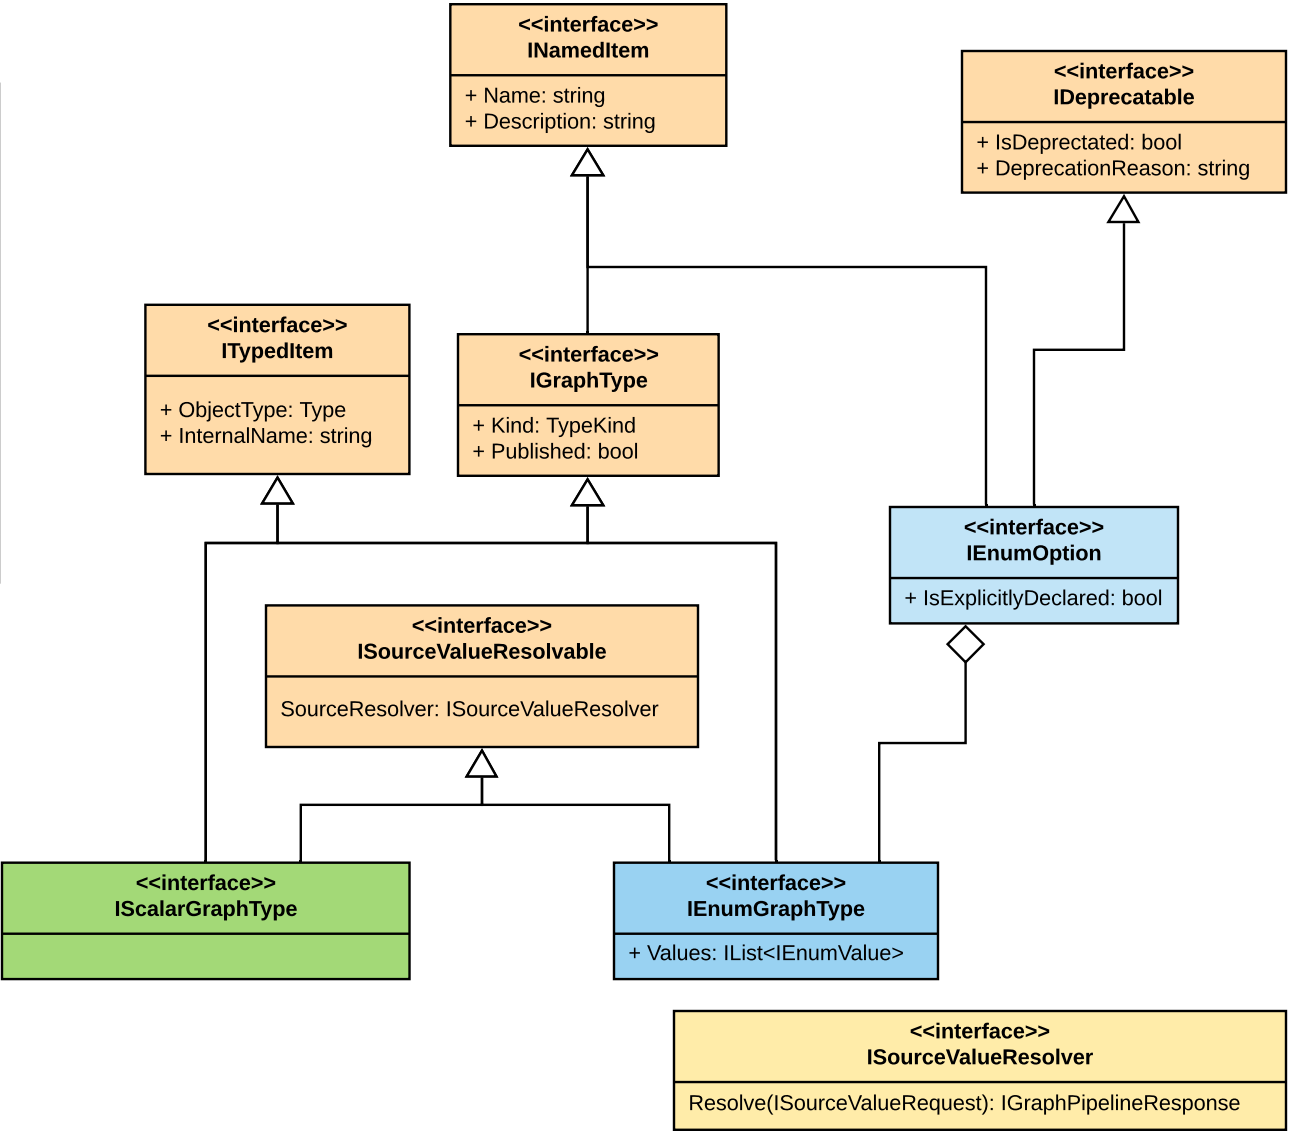 <<interface>>
INamedItem
+ Name: string
+ Description: string
<<interface>>
IDeprecatable
+ IsDeprectated: bool
+ DeprecationReason: string
<<interface>>
ITypedItem
+ ObjectType: Type
+ InternalName: string
<<interface>>
IGraphType
+ Kind: TypeKind
+ Published: bool
<<interface>>
IEnumOption
+ IsExplicitlyDeclared: bool
<<interface>>
ISourceValueResolvable
SourceResolver: ISourceValueResolver
<<interface>>
IScalarGraphType
<<interface>>
IEnumGraphType
+ Values: IList<IEnumValue>
<<interface>>
ISourceValueResolver
Resolve(ISourceValueRequest): IGraphPipelineResponse